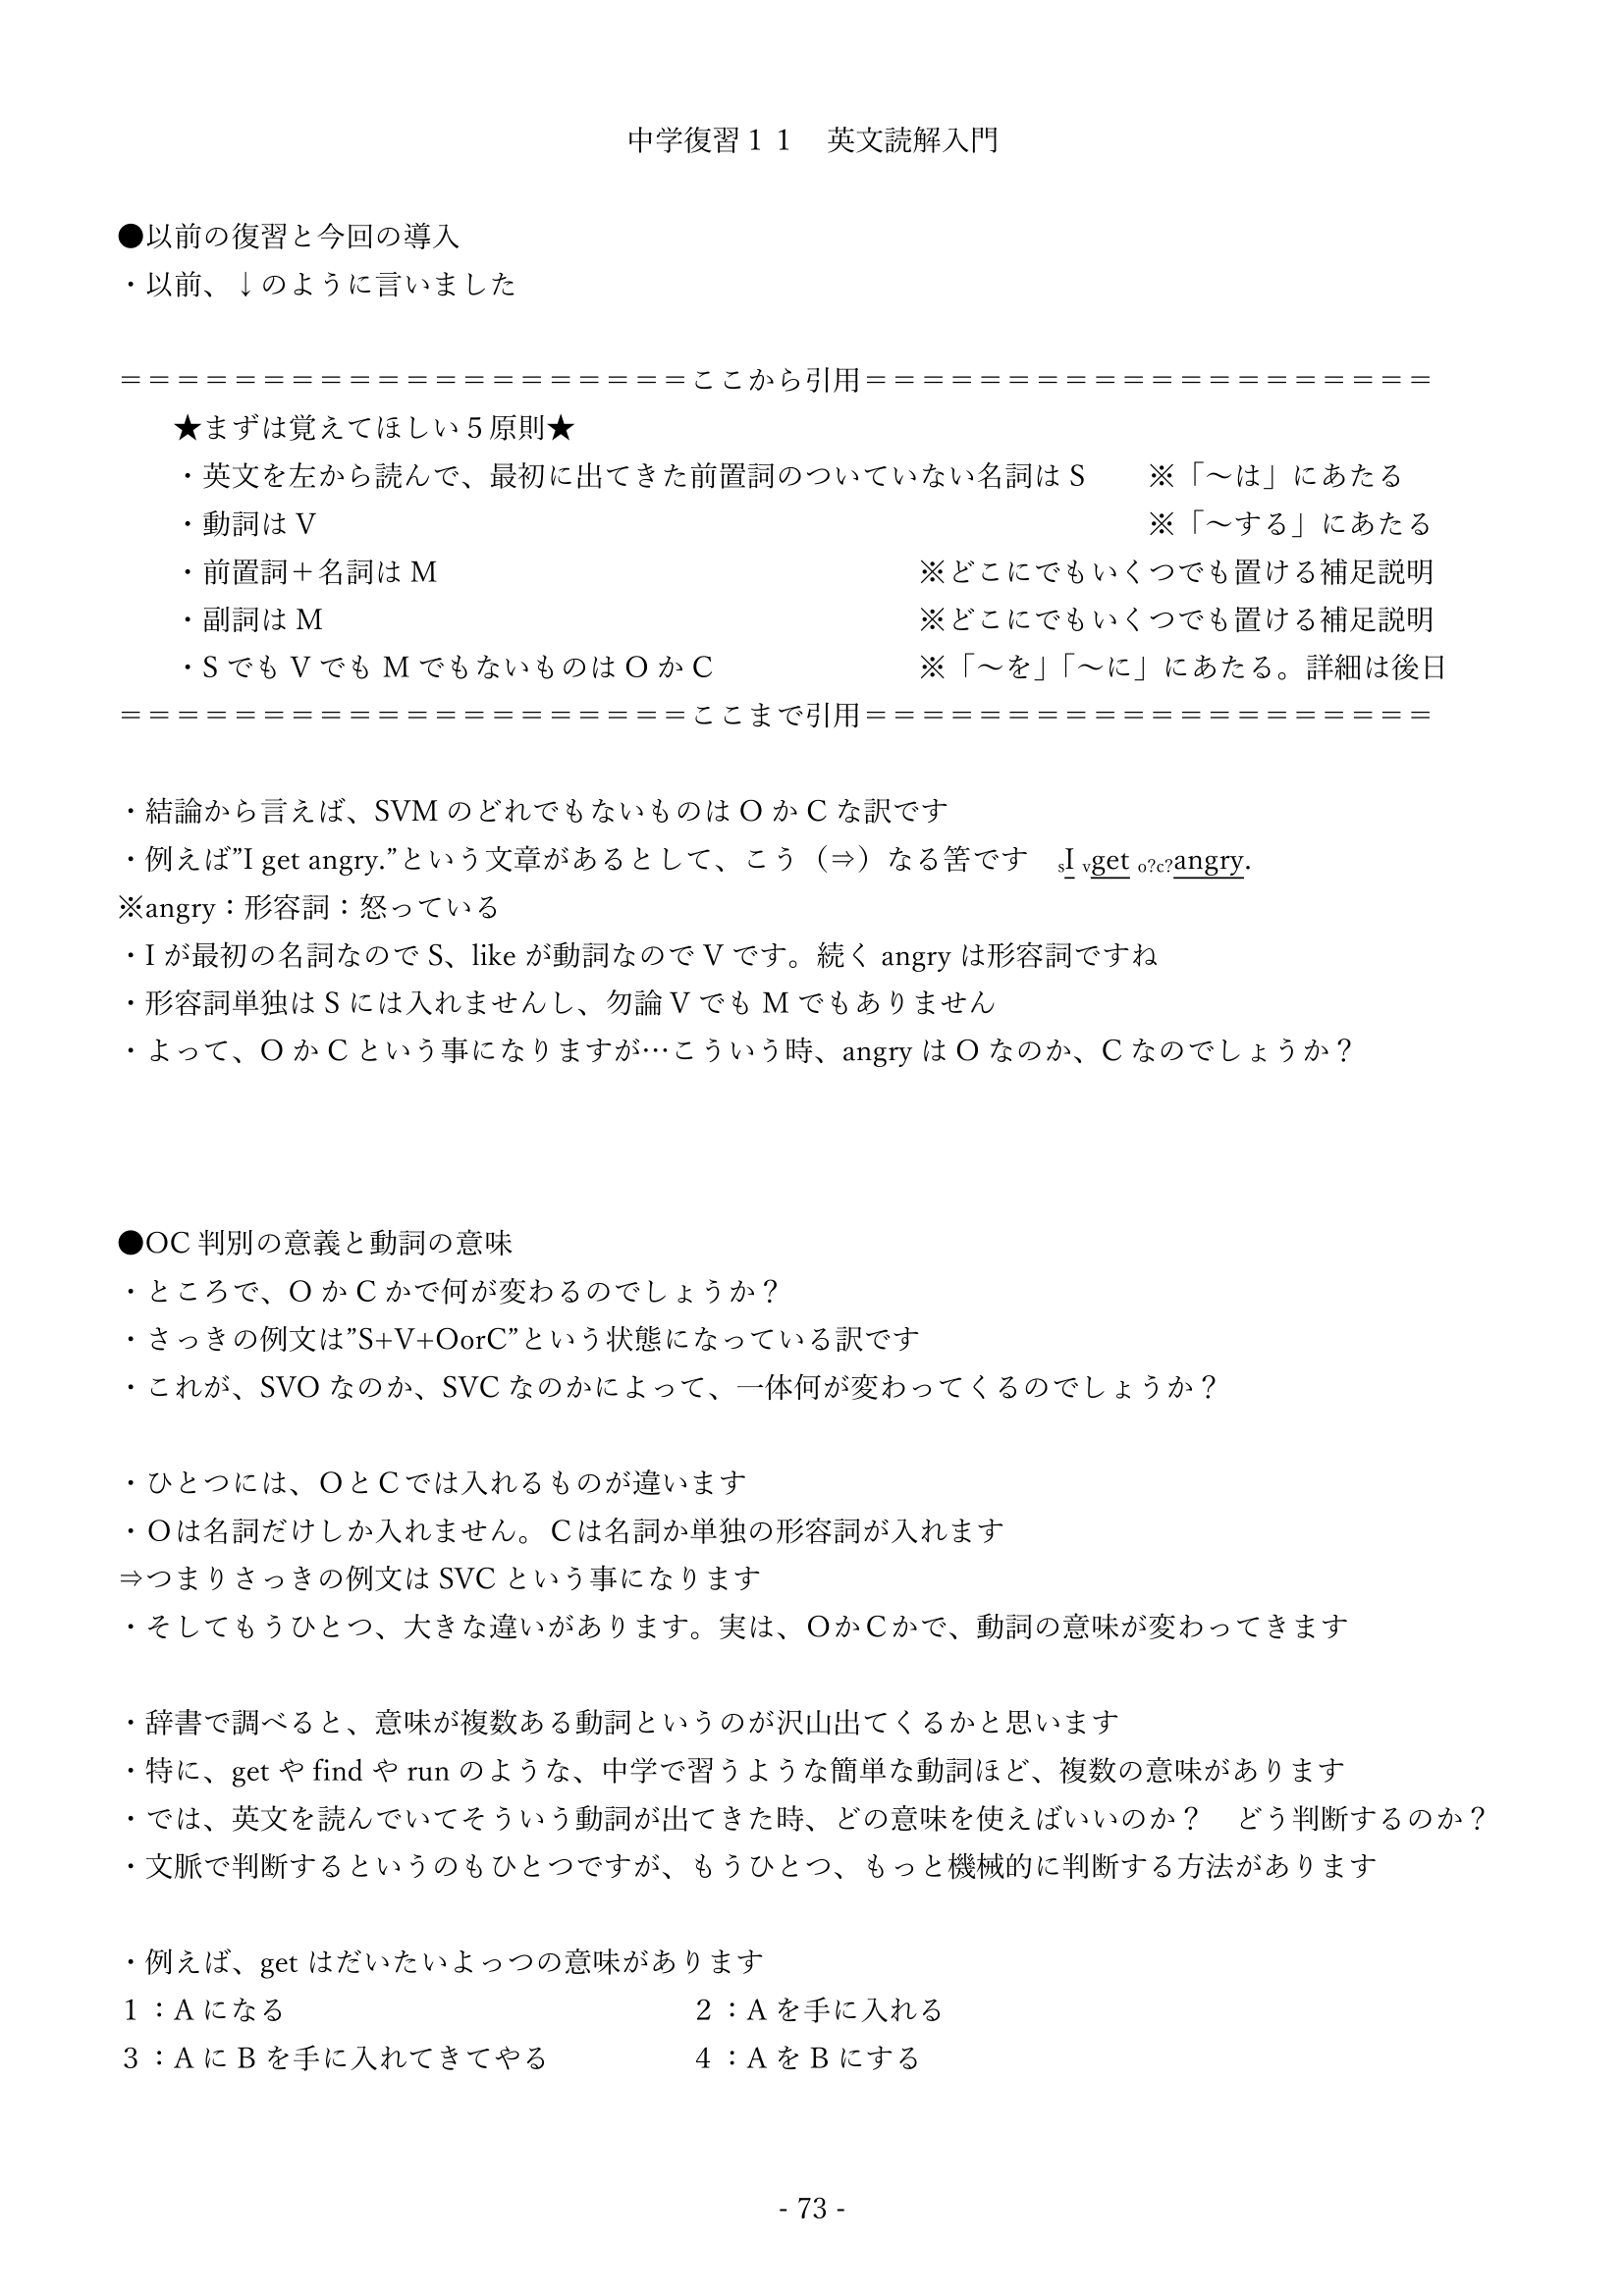 中学復習１１　英文読解入門
●以前の復習と今回の導入
・以前、↓のように言いました
＝＝＝＝＝＝＝＝＝＝＝＝＝＝＝＝＝＝＝＝ここから引用＝＝＝＝＝＝＝＝＝＝＝＝＝＝＝＝＝＝＝＝
★まずは覚えてほしい５原則★
・英文を左から読んで、最初に出てきた前置詞のついていない名詞は S　　※「～は」にあたる
・動詞は V　　※「～する」にあたる
・前置詞＋名詞は M　　※どこにでもいくつでも置ける補足説明
・副詞は M　　※どこにでもいくつでも置ける補足説明
・S でも V でも M でもないものは O か C　　※「～を」「～に」にあたる。詳細は後日
＝＝＝＝＝＝＝＝＝＝＝＝＝＝＝＝＝＝＝＝ここまで引用＝＝＝＝＝＝＝＝＝＝＝＝＝＝＝＝＝＝＝＝
・結論から言えば、SVM のどれでもないものは O か C な訳です
・例えば”I get angry.”という文章があるとして、こう（⇒）なる筈です　sI vget o?c?angry.
※angry：形容詞：怒っている
・I が最初の名詞なので S、like が動詞なので V です。続く angry は形容詞ですね
・形容詞単独は S には入れませんし、勿論 V でも M でもありません
・よって、O か C という事になりますが…こういう時、angry は O なのか、C なのでしょうか？
●OC 判別の意義と動詞の意味
・ところで、O か C かで何が変わるのでしょうか？
・さっきの例文は”S+V+OorC”という状態になっている訳です
・これが、SVO なのか、SVC なのかによって、一体何が変わってくるのでしょうか？
・ひとつには、ＯとＣでは入れるものが違います
・Ｏは名詞だけしか入れません。Ｃは名詞か単独の形容詞が入れます
⇒つまりさっきの例文は SVC という事になります
・そしてもうひとつ、大きな違いがあります。実は、ＯかＣかで、動詞の意味が変わってきます
・辞書で調べると、意味が複数ある動詞というのが沢山出てくるかと思います
・特に、get や find や run のような、中学で習うような簡単な動詞ほど、複数の意味があります
・では、英文を読んでいてそういう動詞が出てきた時、どの意味を使えばいいのか？　どう判断するのか？
・文脈で判断するというのもひとつですが、もうひとつ、もっと機械的に判断する方法があります
・例えば、get はだいたいよっつの意味があります
１：A になる　　２：A を手に入れる
３：A に B を手に入れてきてやる　　４：A を B にする
- 73 -